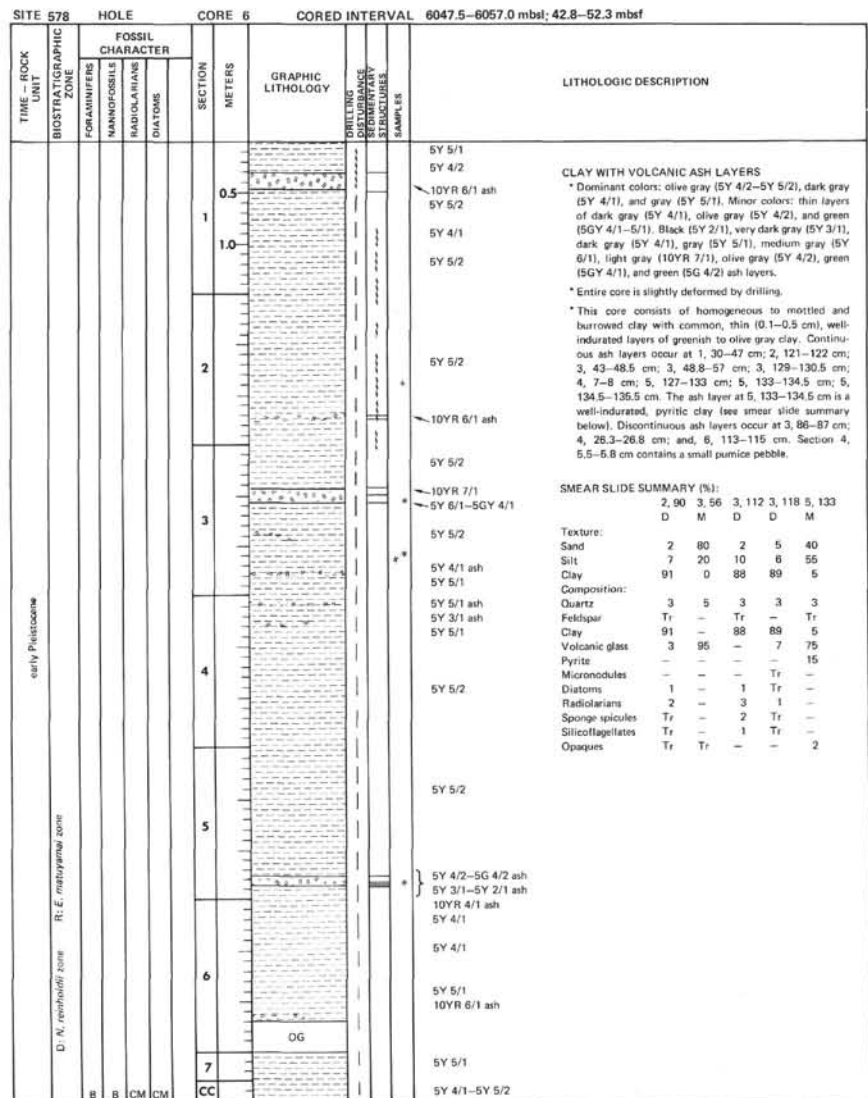 SITE 578 HOLE CORE 6 CORED INTERVAL 6047.5–6057.0 mbsl; 42.8–52.3 mbsf
TIME – ROCK UNIT
BIOSTRATIGRAPHIC ZONE
FOSSIL CHARACTER
FORAMINIFERS
NANNOFOSSILS
RADIOLARIANS
DIATOMS
SECTION
METERS
GRAPHIC LITHOLOGY
DRILLING DISTURBANCE
SEDIMENTARY STRUCTURES
SAMPLES
LITHOLOGIC DESCRIPTION
early Pleistocene
D: N. reinholdii zone R: E. matuyamai zone
B B CM CM
1
0.5
1.0
2
3
4
5
6
OG
7
CC
5Y 5/1
5Y 4/2
10YR 6/1 ash
5Y 5/2
5Y 4/1
5Y 5/2
5Y 5/2
10YR 6/1 ash
5Y 5/2
10YR 7/1
5Y 6/1–5GY 4/1
5Y 5/2
5Y 4/1 ash
5Y 5/1
5Y 5/1 ash
5Y 3/1 ash
5Y 5/1
5Y 5/2
5Y 5/2
5Y 4/2–5G 4/2 ash
5Y 3/1–5Y 2/1 ash
10YR 4/1 ash
5Y 4/1
5Y 4/1
5Y 5/1
10YR 6/1 ash
5Y 5/1
5Y 4/1–5Y 5/2
CLAY WITH VOLCANIC ASH LAYERS
* Dominant colors: olive gray (5Y 4/2–5Y 5/2), dark gray
(5Y 4/1), and gray (5Y 5/1). Minor colors: thin layers
of dark gray (5Y 4/1), olive gray (5Y 4/2), and green
(5GY 4/1–5/1). Black (5Y 2/1), very dark gray (5Y 3/1),
dark gray (5Y 4/1), gray (5Y 5/1), medium gray (5Y
6/1), light gray (10YR 7/1), olive gray (5Y 4/2), green
(5GY 4/1), and green (5G 4/2) ash layers.
* Entire core is slightly deformed by drilling.
* This core consists of homogeneous to mottled and
burrowed clay with common, thin (0.1–0.5 cm), well-
indurated layers of greenish to olive gray clay. Continu-
ous ash layers occur at 1, 30–47 cm; 2, 121–122 cm;
3, 43–48.5 cm; 3, 48.8–57 cm; 3, 129–130.5 cm;
4, 7–8 cm; 5, 127–133 cm; 5, 133–134.5 cm; 5,
134.5–135.5 cm. The ash layer at 5, 133–134.5 cm is a
well-indurated, pyritic clay (see smear slide summary
below). Discontinuous ash layers occur at 3, 86–87 cm;
4, 26.3–26.8 cm; and, 6, 113–115 cm. Section 4,
5.5–5.8 cm contains a small pumice pebble.
SMEAR SLIDE SUMMARY (%):
2, 90 3, 56 3, 112 3, 118 5, 133
D M D D M
Texture:
Sand 2 80 2 5 40
Silt 7 20 10 6 55
Clay 91 0 88 89 5
Composition:
Quartz 3 5 3 3 3
Feldspar Tr – Tr – Tr
Clay 91 – 88 89 5
Volcanic glass 3 95 – 7 75
Pyrite – – – – 15
Micronodules – – – Tr –
Diatoms 1 – 1 Tr –
Radiolarians 2 – 3 1 –
Sponge spicules Tr – 2 Tr –
Silicoflagellates Tr – 1 Tr –
Opaques Tr Tr – – 2